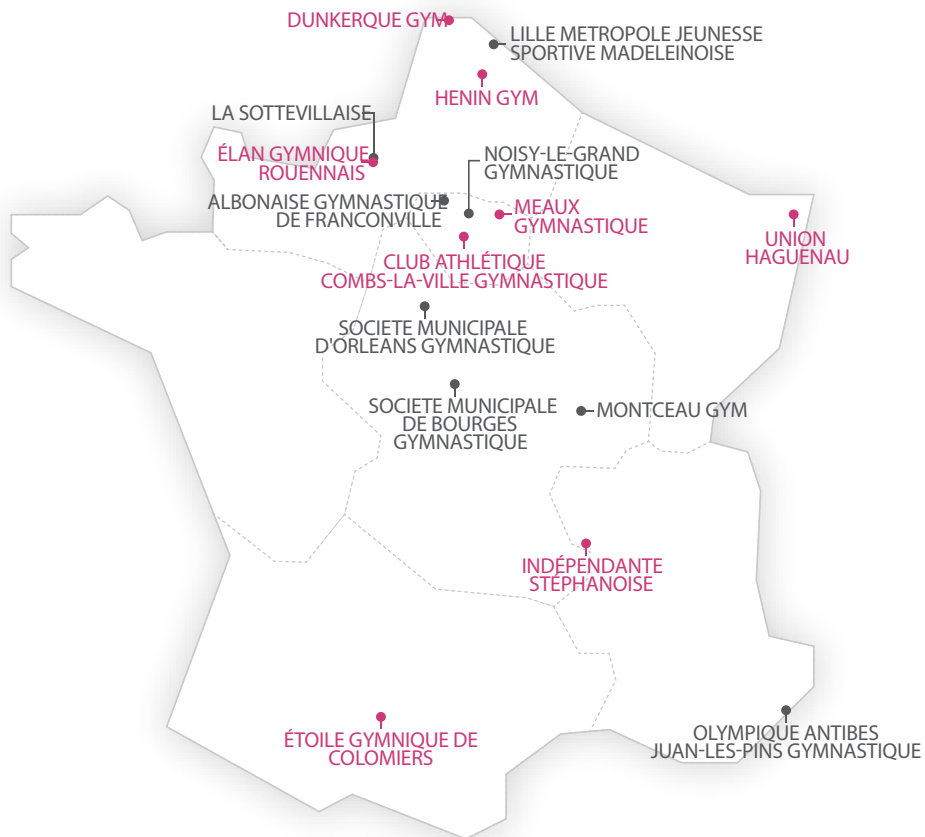 DUNKERQUE GYM
LILLE METROPOLE JEUNESSE
SPORTIVE MADELEINOISE
HENIN GYM
LA SOTTEVILLAISE
ÉLAN GYMNIQUE
ROUENNAIS
NOISY-LE-GRAND
GYMNASTIQUE
ALBONAISE GYMNASTIQUE
DE FRANCONVILLE
MEAUX
GYMNASTIQUE
UNION
HAGUENAU
CLUB ATHLÉTIQUE
COMBS-LA-VILLE GYMNASTIQUE
SOCIETE MUNICIPALE
D'ORLEANS GYMNASTIQUE
SOCIETE MUNICIPALE
DE BOURGES
GYMNASTIQUE
MONTCEAU GYM
INDÉPENDANTE
STÉPHANOISE
ÉTOILE GYMNIQUE DE
COLOMIERS
OLYMPIQUE ANTIBES
JUAN-LES-PINS GYMNASTIQUE